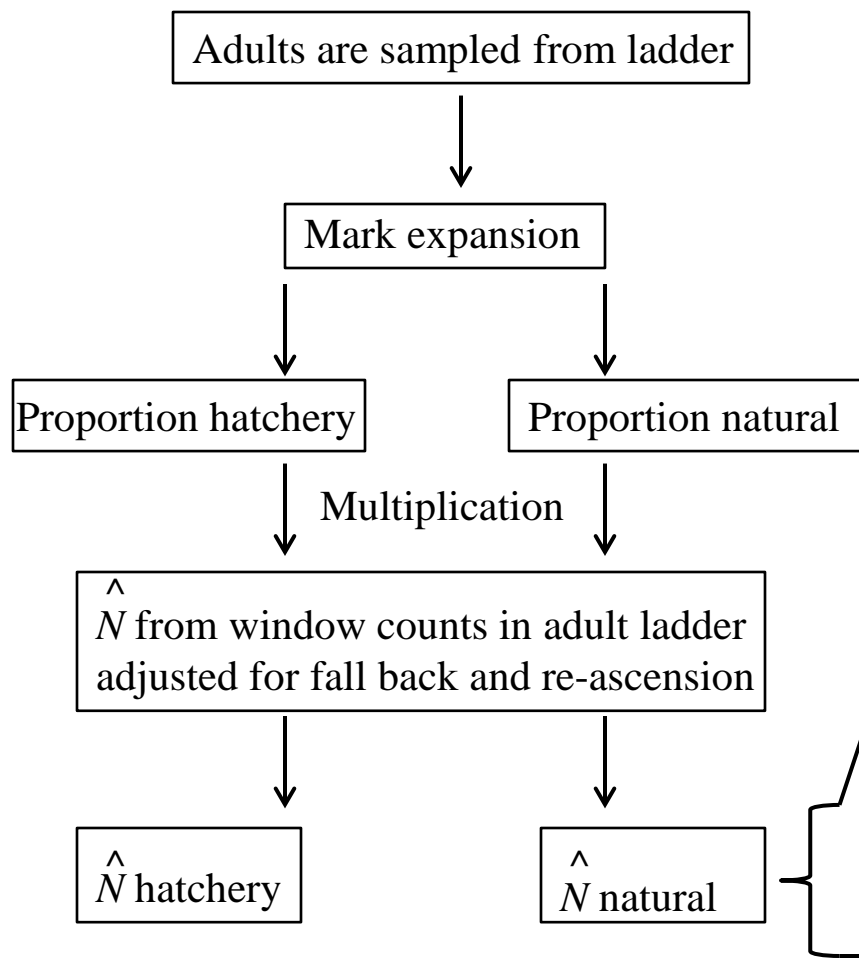 Adults are sampled from ladder
Mark expansion
Proportion hatchery
Proportion natural
Multiplication
N̂ from window counts in adult ladder
adjusted for fall back and re-ascension
N̂ hatchery
N̂ natural